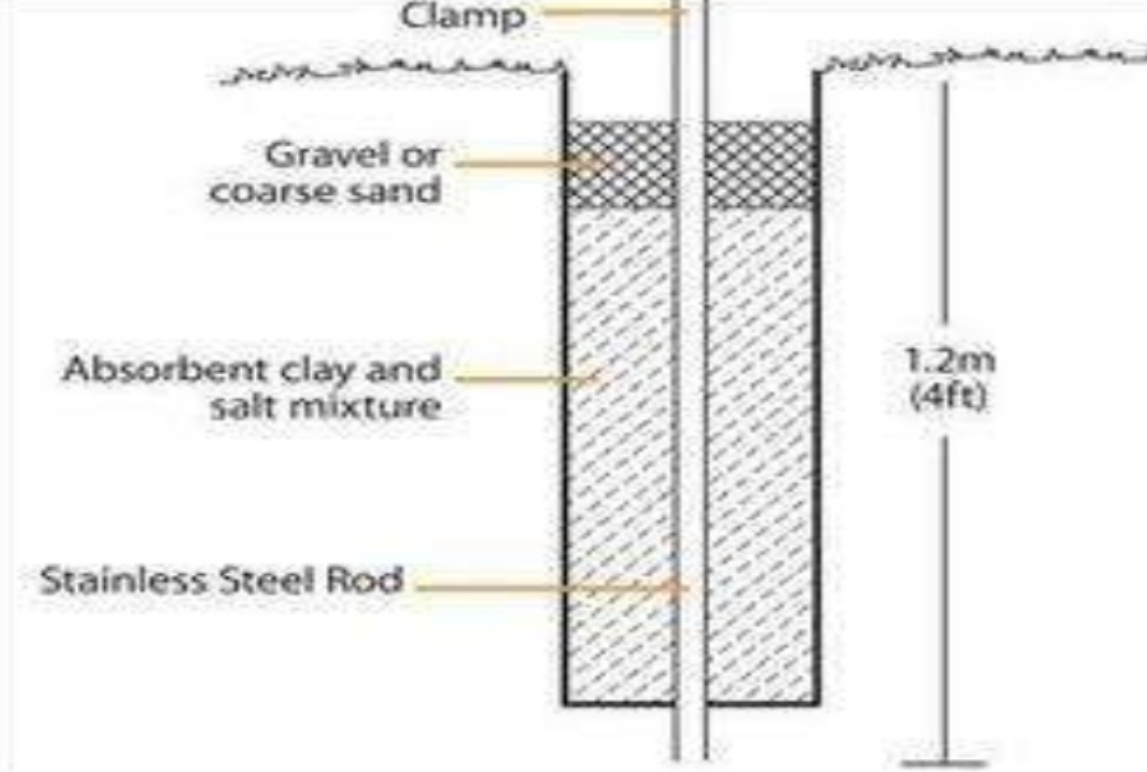 Clamp
Gravel or
coarse sand
Absorbent clay and
salt mixture
1.2m
(4ft)
Stainless Steel Rod